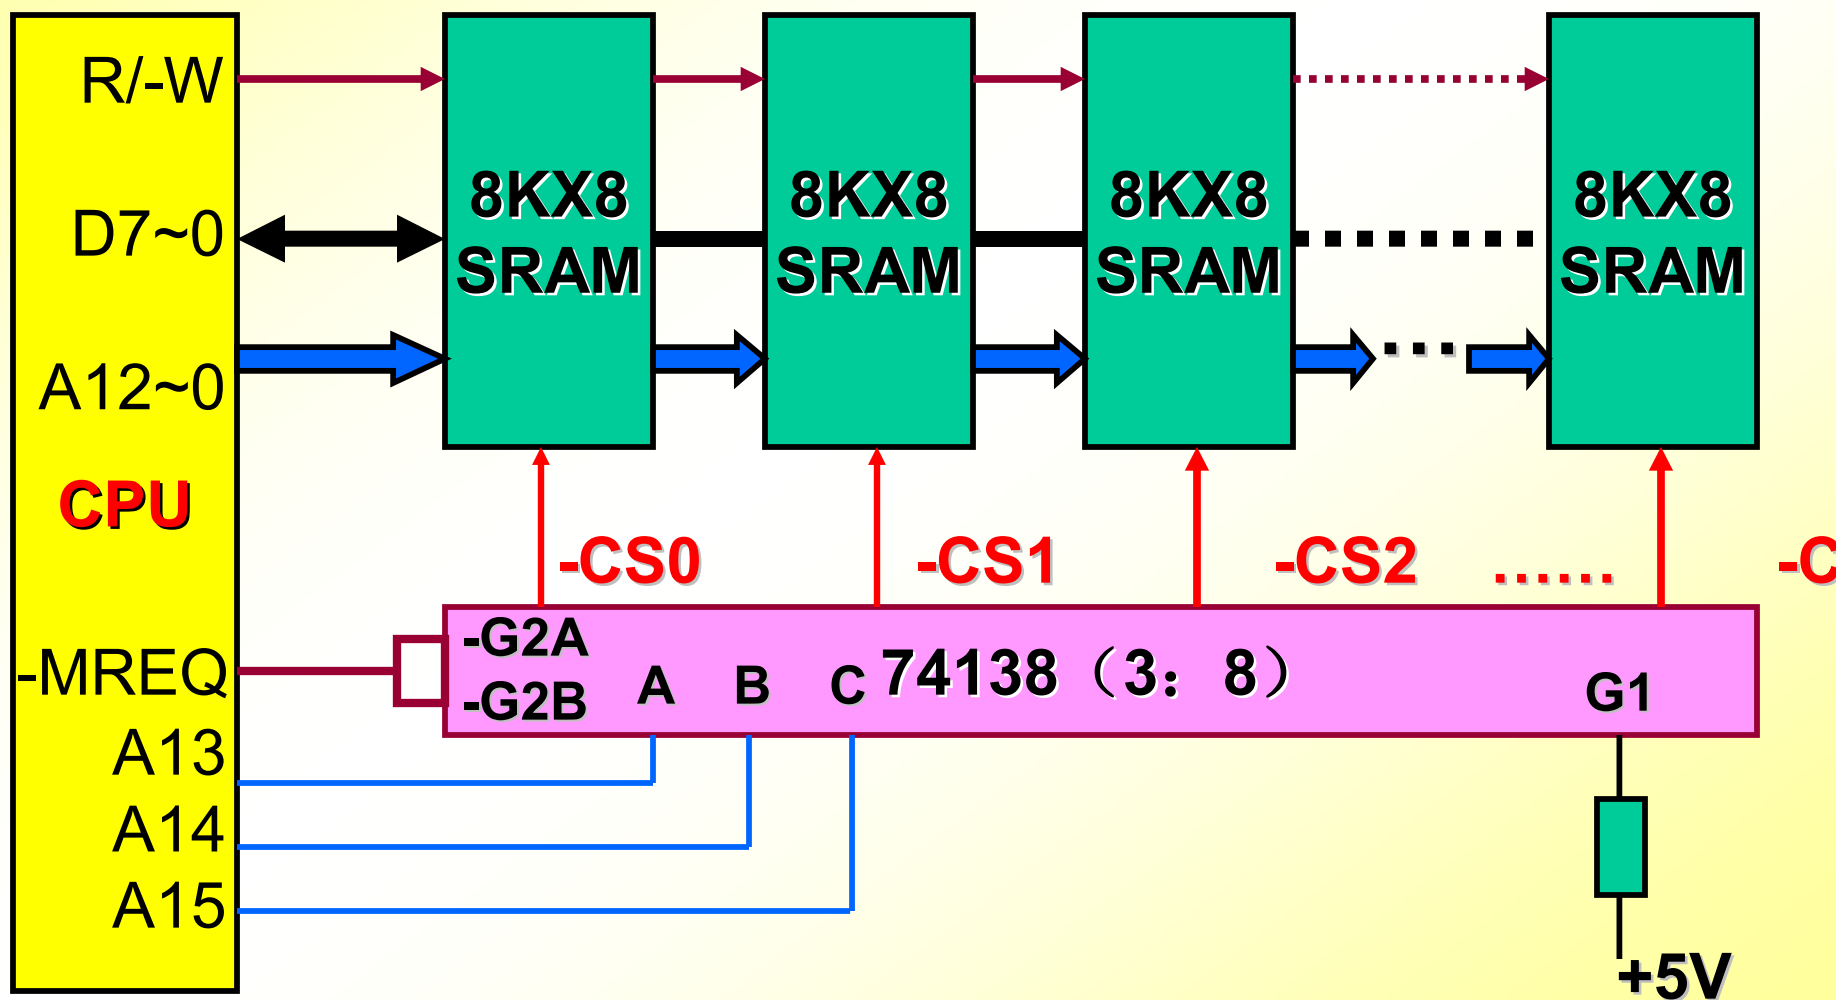 R/-W
D7~0
A12~0
CPU
-MREQ
A13
A14
A15
8KX8
SRAM
8KX8
SRAM
8KX8
SRAM
8KX8
SRAM
-CS0
-CS1
-CS2
......
-C
-G2A
-G2B
A
B
C
74138（3：8）
G1
+5V